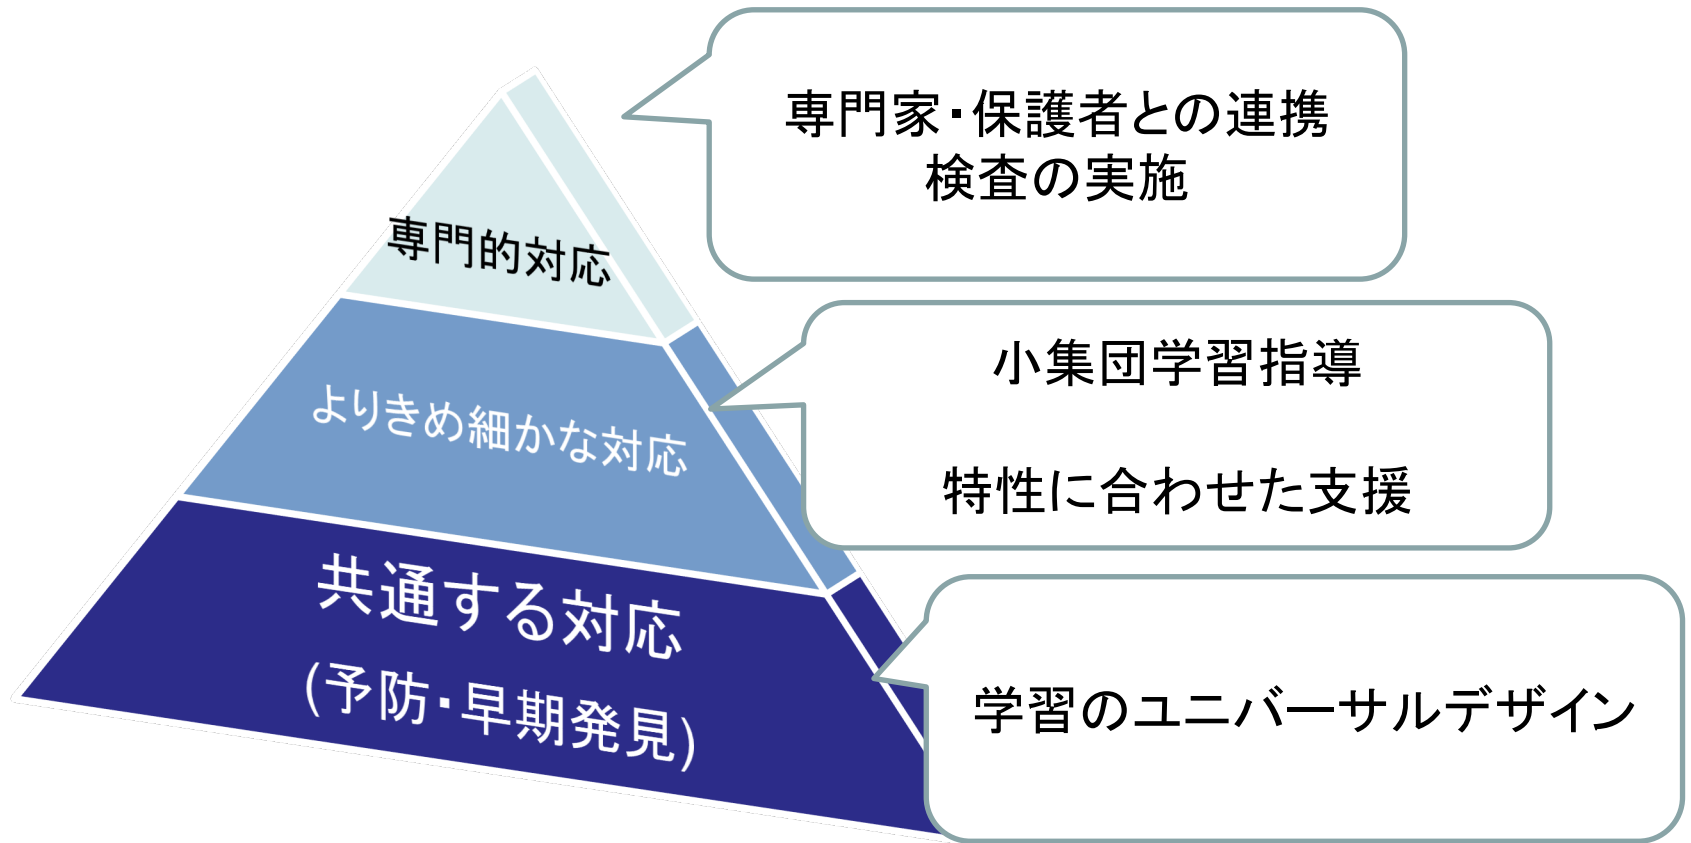 専門家・保護者との連携
検査の実施
専門的対応
小集団学習指導
特性に合わせた支援
よりきめ細かな対応
共通する対応
(予防・早期発見)
学習のユニバーサルデザイン